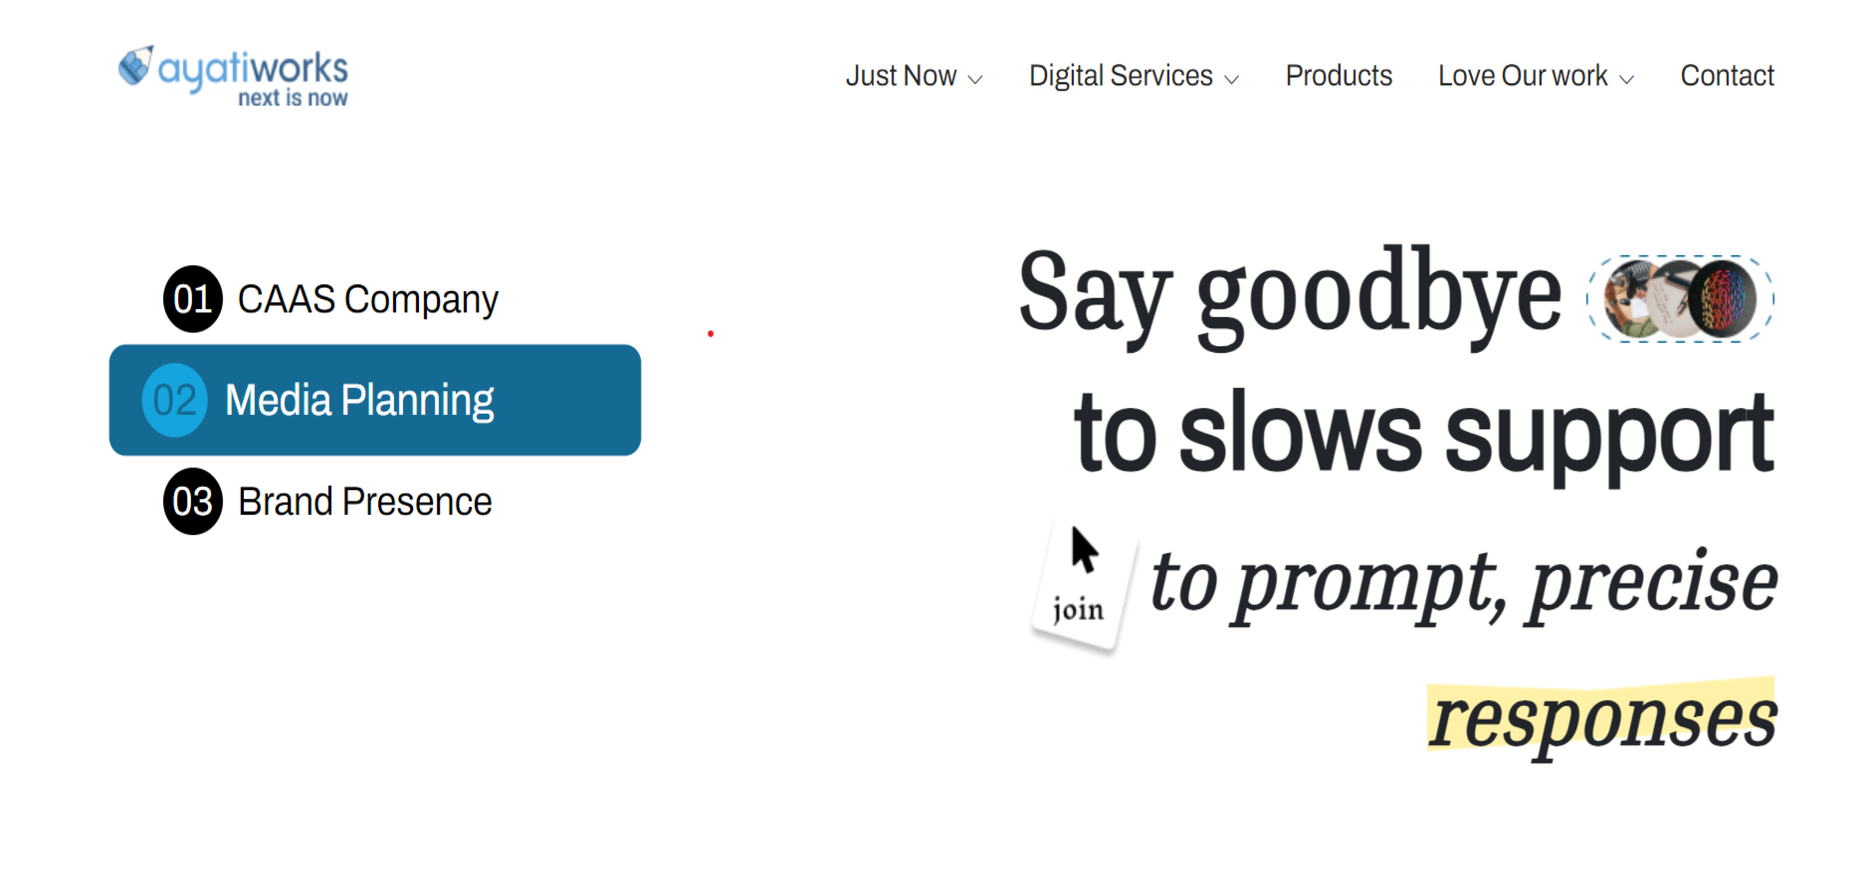 ayatiworks
next is now
Just Now
Digital Services
Products
Love Our work
Contact
01 CAAS Company
02 Media Planning
03 Brand Presence
Say goodbye
to slows support
join
to prompt, precise
responses